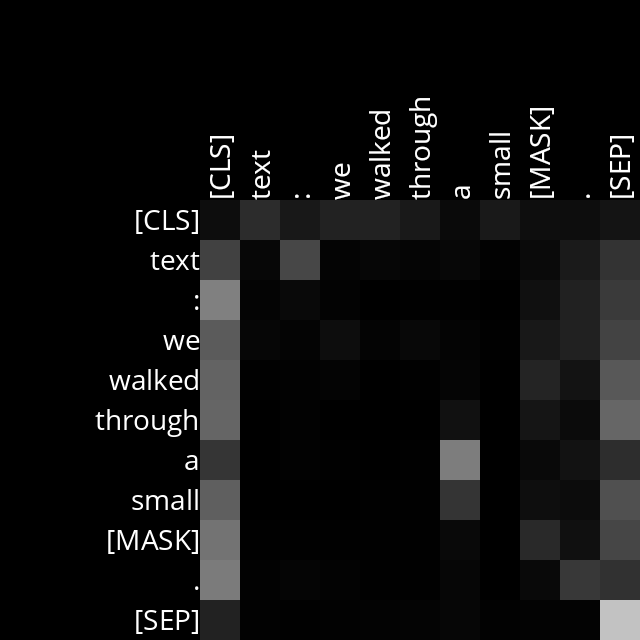 [CLS] text : we walked through a small [MASK] . [SEP]
[CLS]
text
:
we
walked
through
a
small
[MASK]
.
[SEP]